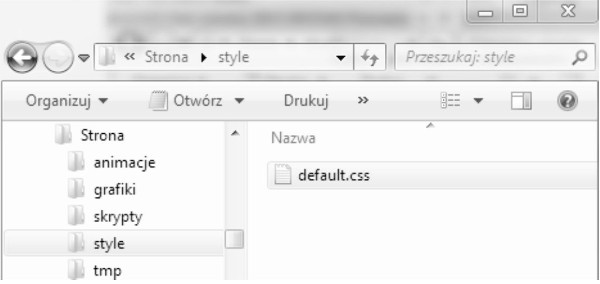 « Strona ▸ style
Przeszukaj: style
Organizuj Otwórz Drukuj »
Strona
animacje
grafiki
skrypty
style
tmp
Nazwa
default.css